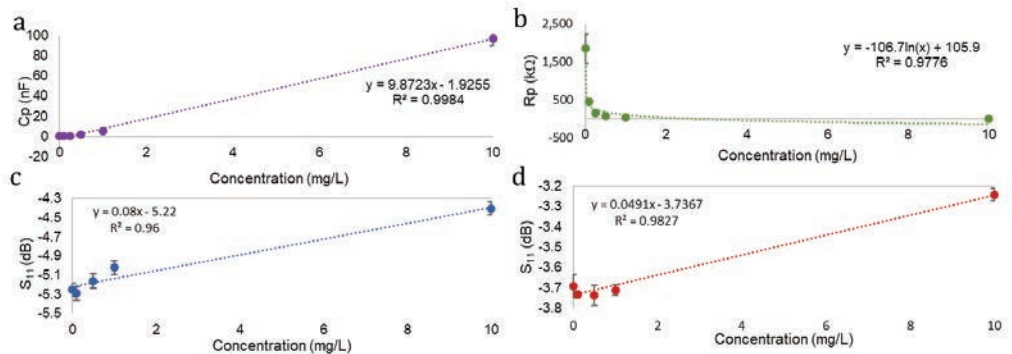 a
100
80
60
40
20
0
-20
Cp (nF)
y = 9.8723x - 1.9255
R² = 0.9984
0 2 4 6 8 10
Concentration (mg/L)
b
2,500
1,500
500
-500
Rp (kΩ)
y = -106.7ln(x) + 105.9
R² = 0.9776
0 2 4 6 8 10
Concentration (mg/L)
c
-4.3
-4.5
-4.7
-4.9
-5.1
-5.3
-5.5
S₁₁ (dB)
y = 0.08x - 5.22
R² = 0.96
0 2 4 6 8 10
Concentration (mg/L)
d
-3.2
-3.3
-3.4
-3.5
-3.6
-3.7
-3.8
S₁₁ (dB)
y = 0.0491x - 3.7367
R² = 0.9827
0 2 4 6 8 10
Concentration (mg/L)